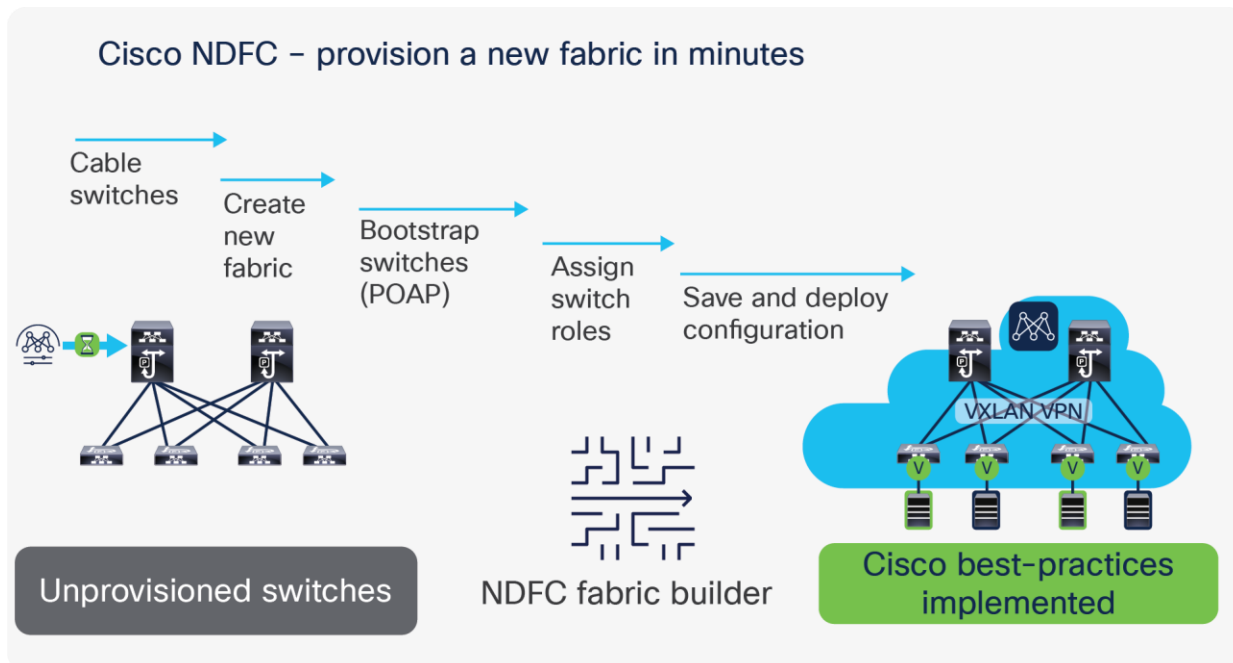 Cisco NDFC – provision a new fabric in minutes
Cable
switches
Create
new
fabric
Bootstrap
switches
(POAP)
Assign
switch
roles
Save and deploy
configuration
P
P
P
P
VXLAN VPN
V
V
V
V
Unprovisioned switches
NDFC fabric builder
Cisco best-practices
implemented